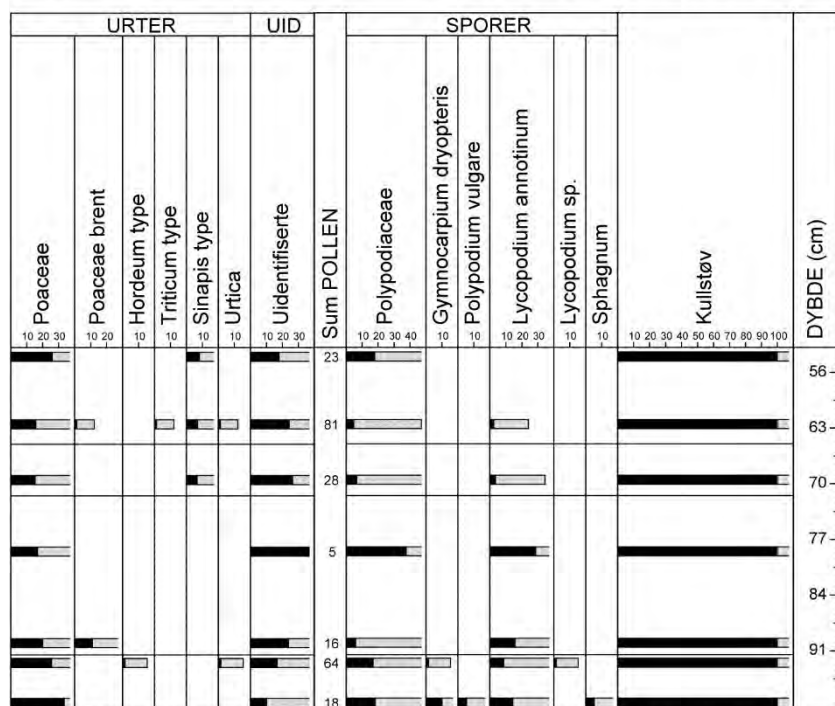 URTER UID SPORER
Poaceae
Poaceae brent
Hordeum type
Triticum type
Sinapis type
Urtica
Uidentifiserte
Sum POLLEN
Polypodiaceae
Gymnocarpium dryopteris
Polypodium vulgare
Lycopodium annotinum
Lycopodium sp.
Sphagnum
Kullstøv
DYBDE (cm)
10 20 30 10 20 10 10 10 10 10 20 30 10 20 30 40 10 10 10 20 30 10 10 10 20 30 40 50 60 70 80 90 100
23 56
81 63
28 70
5 77
84
16 91
64
18